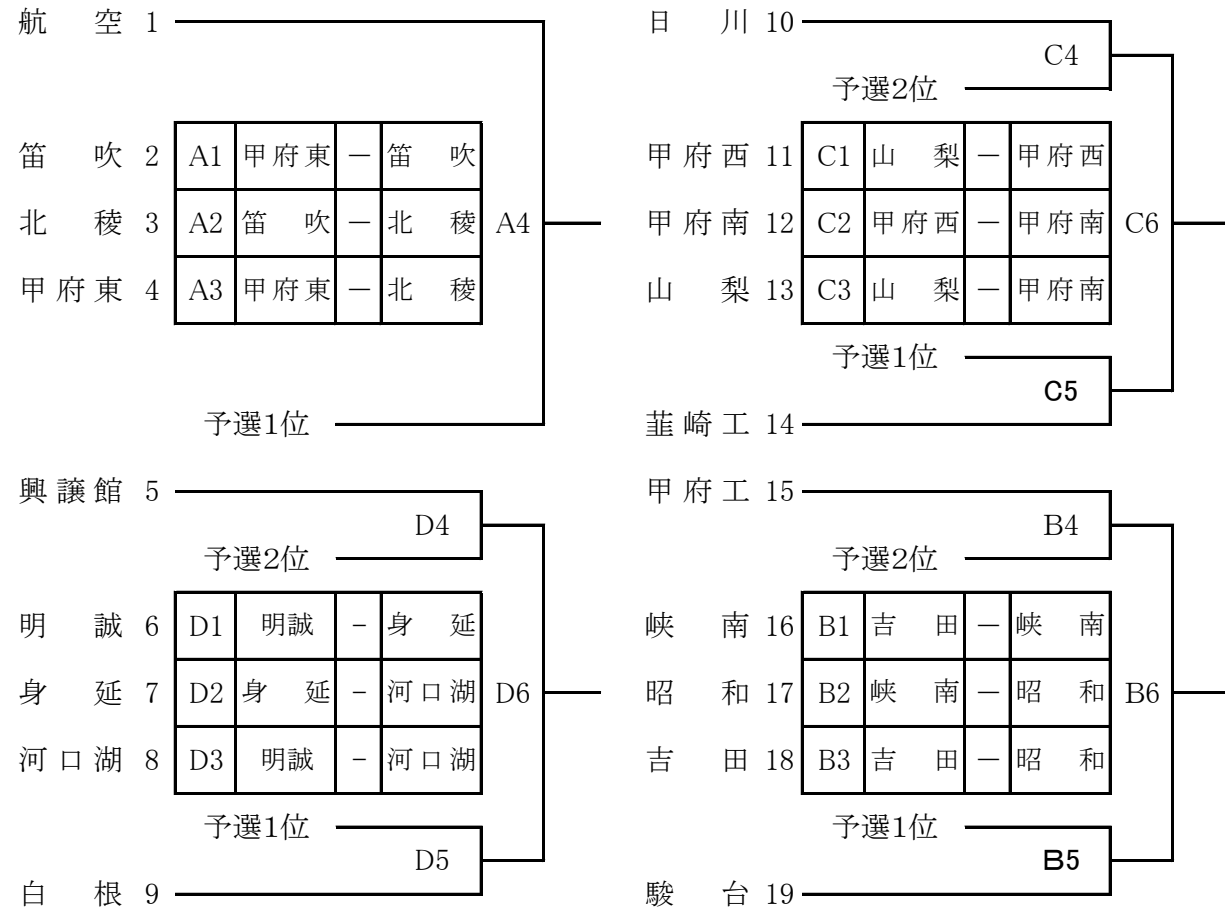 航空 1
笛吹 2 A1 甲府東 － 笛吹
北稜 3 A2 笛吹 － 北稜 A4
甲府東 4 A3 甲府東 － 北稜
予選1位
興譲館 5
D4
予選2位
明誠 6 D1 明誠 － 身延
身延 7 D2 身延 － 河口湖 D6
河口湖 8 D3 明誠 － 河口湖
予選1位
D5
白根 9
日川 10
C4
予選2位
甲府西 11 C1 山梨 － 甲府西
甲府南 12 C2 甲府西 － 甲府南 C6
山梨 13 C3 山梨 － 甲府南
予選1位
C5
韮崎工 14
甲府工 15
B4
予選2位
峡南 16 B1 吉田 － 峡南
昭和 17 B2 峡南 － 昭和 B6
吉田 18 B3 吉田 － 昭和
予選1位
B5
駿台 19